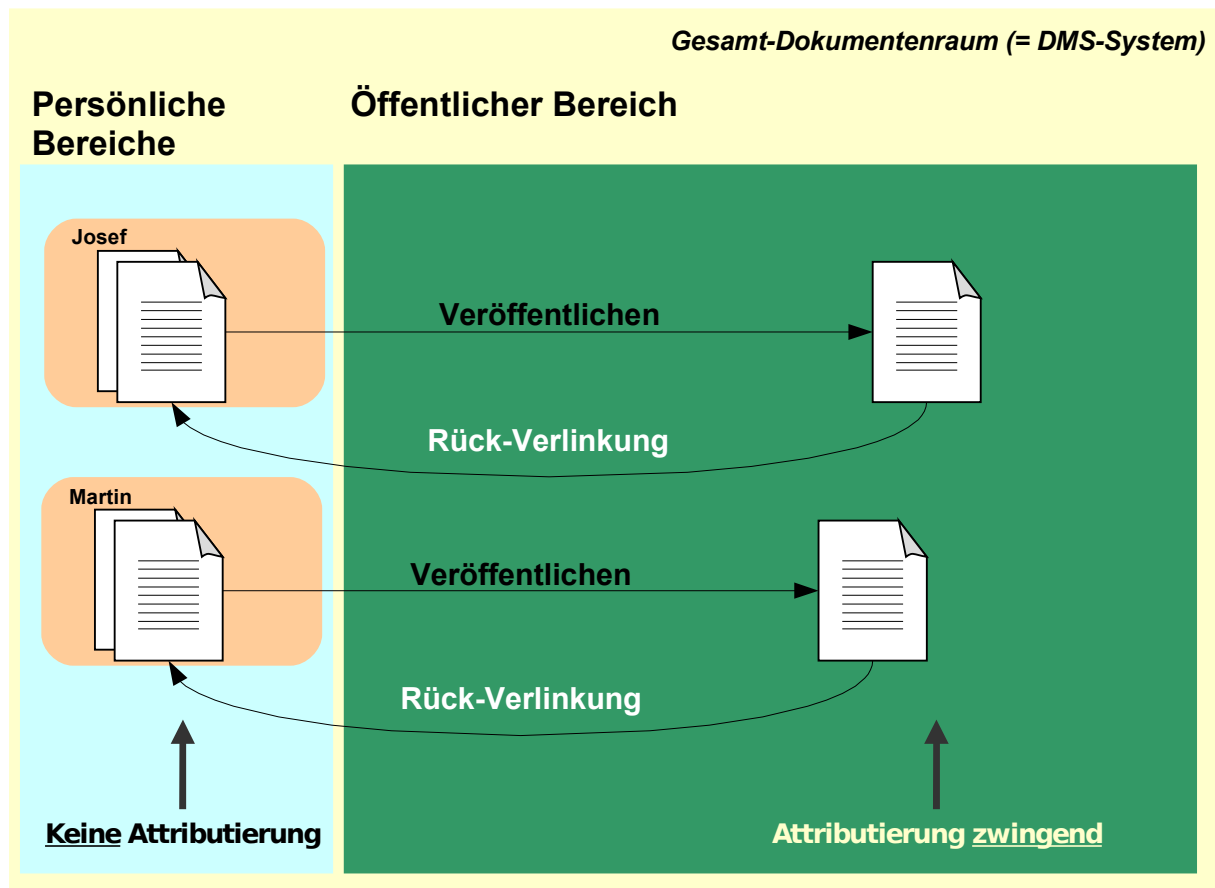 Gesamt-Dokumentenraum (= DMS-System)
Persönliche
Bereiche
Öffentlicher Bereich
Josef
Veröffentlichen
Rück-Verlinkung
Martin
Veröffentlichen
Rück-Verlinkung
Keine Attributierung
Attributierung zwingend